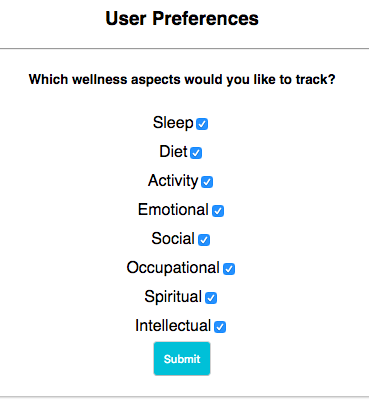 User Preferences
Which wellness aspects would you like to track?
Sleep
Diet
Activity
Emotional
Social
Occupational
Spiritual
Intellectual
Submit